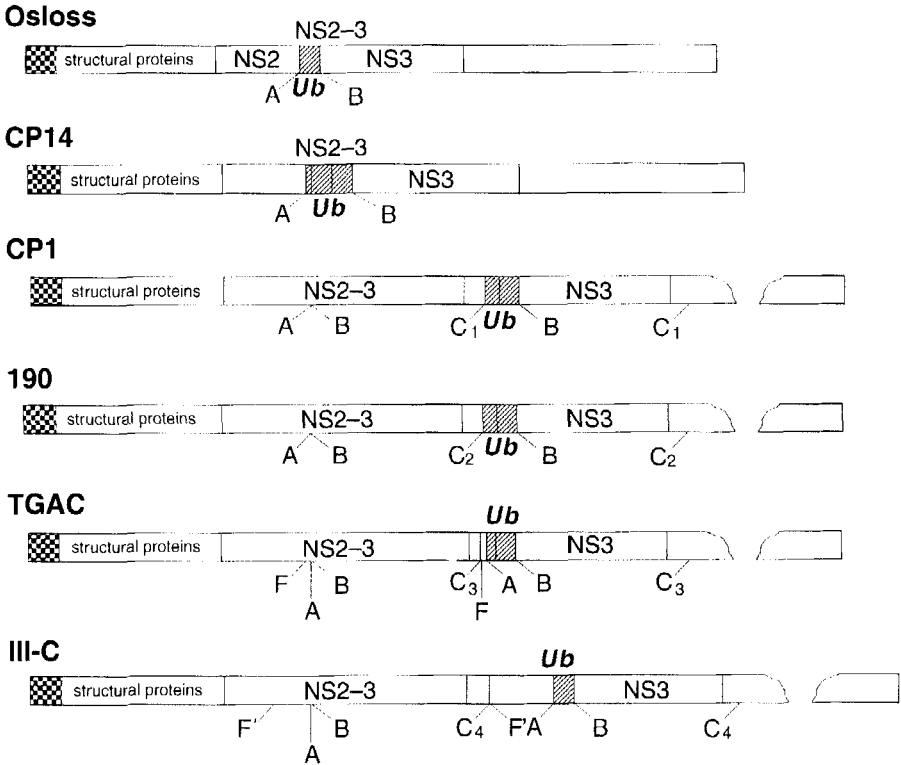 Osloss
NS2–3
structural proteins NS2 NS3
A Ub B
CP14
NS2–3
structural proteins NS3
A Ub B
CP1
structural proteins NS2–3 NS3
A B C1 Ub B C1
190
structural proteins NS2–3 NS3
A B C2 Ub B C2
TGAC
Ub
structural proteins NS2–3 NS3
F B C3 A B C3
A F
III-C
Ub
structural proteins NS2–3 NS3
F' B C4 F'A B C4
A